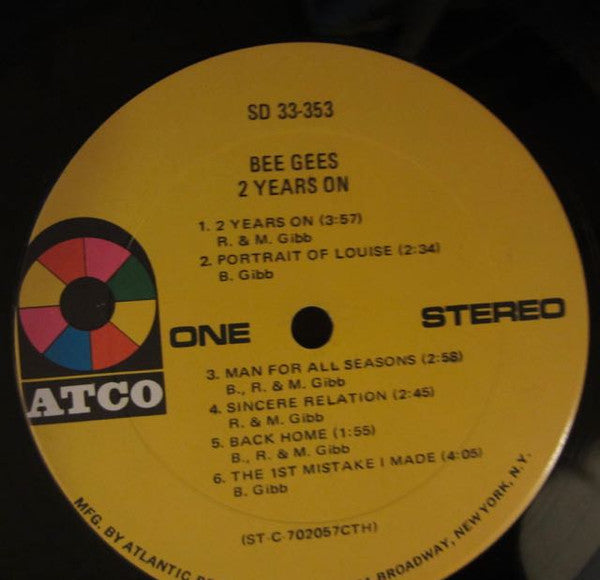 SD 33-353
BEE GEES
2 YEARS ON
1. 2 YEARS ON (3:57)
R. & M. Gibb
2. PORTRAIT OF LOUISE (2:34)
B. Gibb
ONE
STEREO
ATCO
3. MAN FOR ALL SEASONS (2:58)
B., R. & M. Gibb
4. SINCERE RELATION (2:45)
R. & M. Gibb
5. BACK HOME (1:55)
B., R. & M. Gibb
6. THE 1ST MISTAKE I MADE (4:05)
B. Gibb
(ST-C-702057CTH)
MFG. BY ATLANTIC BROADWAY, NEW YORK, N.Y.